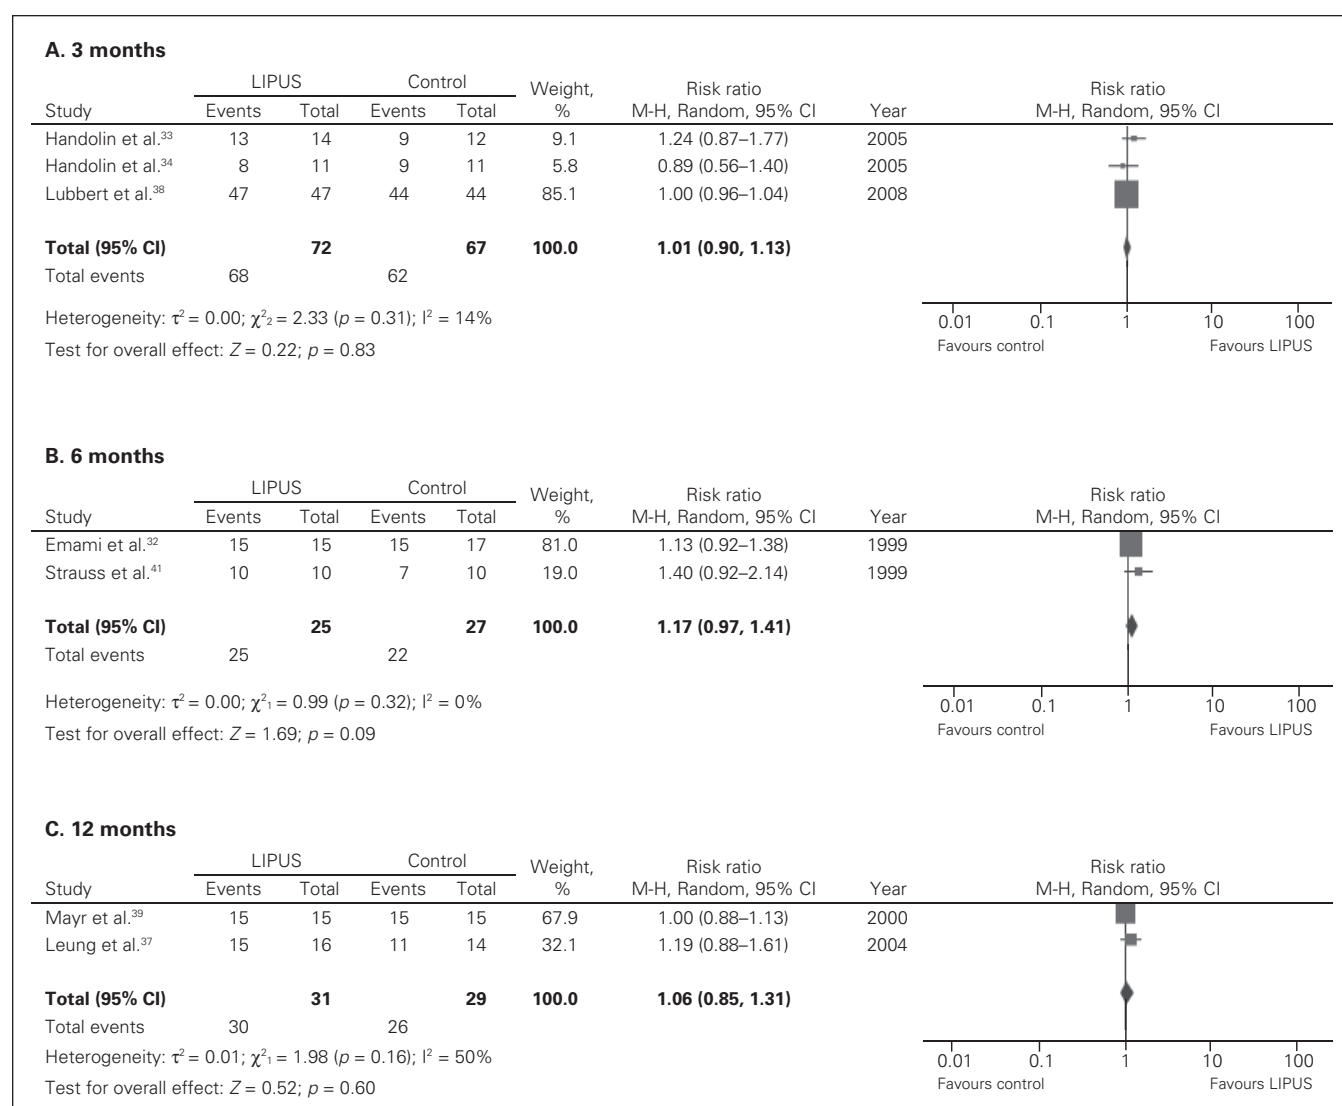 A. 3 months
LIPUS Control Weight, Risk ratio Risk ratio
Study Events Total Events Total % M-H, Random, 95% CI Year M-H, Random, 95% CI
Handolin et al.³³ 13 14 9 12 9.1 1.24 (0.87–1.77) 2005
Handolin et al.³⁴ 8 11 9 11 5.8 0.89 (0.56–1.40) 2005
Lubbert et al.³⁸ 47 47 44 44 85.1 1.00 (0.96–1.04) 2008
Total (95% CI) 72 67 100.0 1.01 (0.90, 1.13)
Total events 68 62
Heterogeneity: τ² = 0.00; χ²₂ = 2.33 (p = 0.31); I² = 14%
Test for overall effect: Z = 0.22; p = 0.83
0.01 0.1 1 10 100
Favours control Favours LIPUS
B. 6 months
LIPUS Control Weight, Risk ratio Risk ratio
Study Events Total Events Total % M-H, Random, 95% CI Year M-H, Random, 95% CI
Emami et al.³² 15 15 15 17 81.0 1.13 (0.92–1.38) 1999
Strauss et al.⁴¹ 10 10 7 10 19.0 1.40 (0.92–2.14) 1999
Total (95% CI) 25 27 100.0 1.17 (0.97, 1.41)
Total events 25 22
Heterogeneity: τ² = 0.00; χ²₁ = 0.99 (p = 0.32); I² = 0%
Test for overall effect: Z = 1.69; p = 0.09
0.01 0.1 1 10 100
Favours control Favours LIPUS
C. 12 months
LIPUS Control Weight, Risk ratio Risk ratio
Study Events Total Events Total % M-H, Random, 95% CI Year M-H, Random, 95% CI
Mayr et al.³⁹ 15 15 15 15 67.9 1.00 (0.88–1.13) 2000
Leung et al.³⁷ 15 16 11 14 32.1 1.19 (0.88–1.61) 2004
Total (95% CI) 31 29 100.0 1.06 (0.85, 1.31)
Total events 30 26
Heterogeneity: τ² = 0.01; χ²₁ = 1.98 (p = 0.16); I² = 50%
Test for overall effect: Z = 0.52; p = 0.60
0.01 0.1 1 10 100
Favours control Favours LIPUS